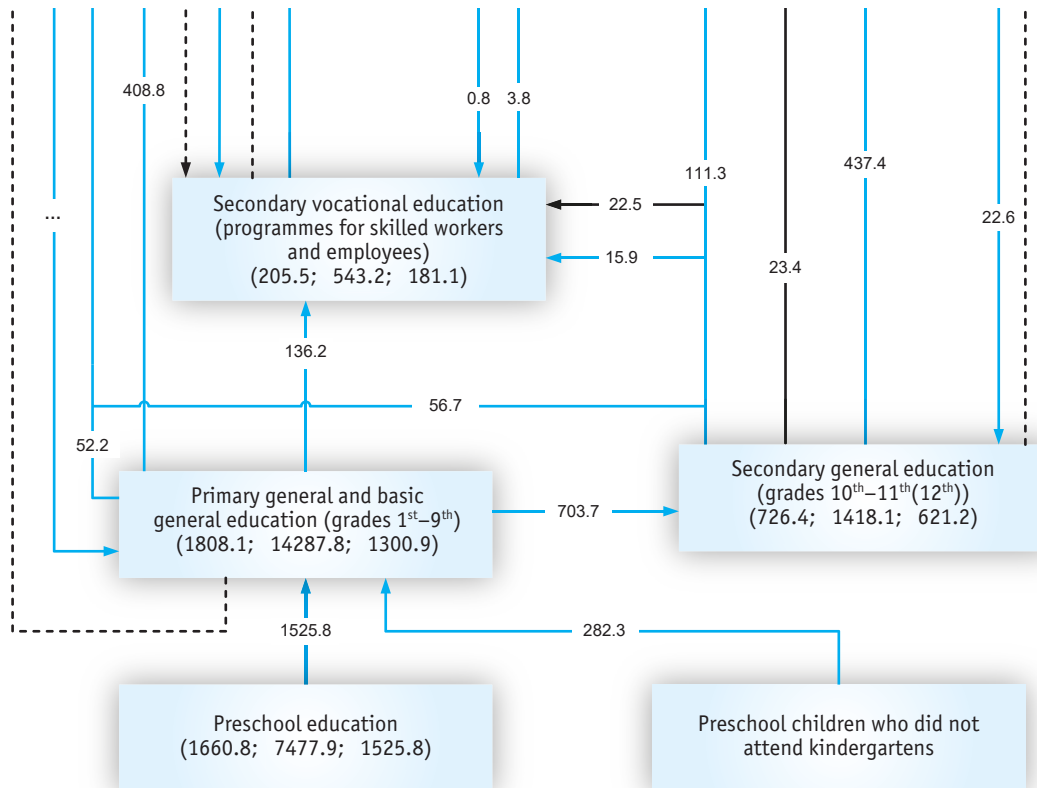 408.8
0.8
3.8
111.3
437.4
...
22.6
Secondary vocational education
(programmes for skilled workers
and employees)
(205.5; 543.2; 181.1)
22.5
15.9
23.4
136.2
56.7
52.2
Primary general and basic
general education (grades 1st–9th)
(1808.1; 14287.8; 1300.9)
703.7
Secondary general education
(grades 10th–11th(12th))
(726.4; 1418.1; 621.2)
1525.8
282.3
Preschool education
(1660.8; 7477.9; 1525.8)
Preschool children who did not
attend kindergartens